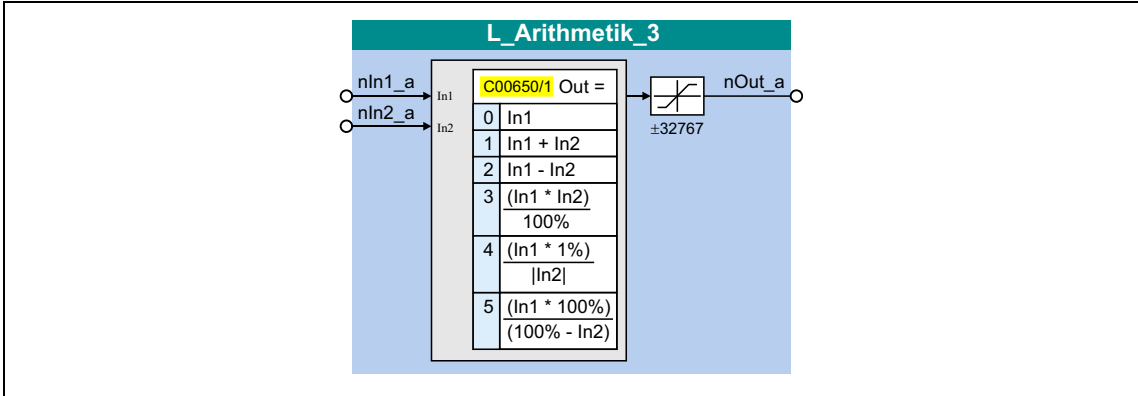 L_Arithmetik_3
nIn1_a
nIn2_a
In1
In2
C00650/1 Out =
0 In1
1 In1 + In2
2 In1 - In2
3 (In1 * In2)
100%
4 (In1 * 1%)
|In2|
5 (In1 * 100%)
(100% - In2)
±32767
nOut_a